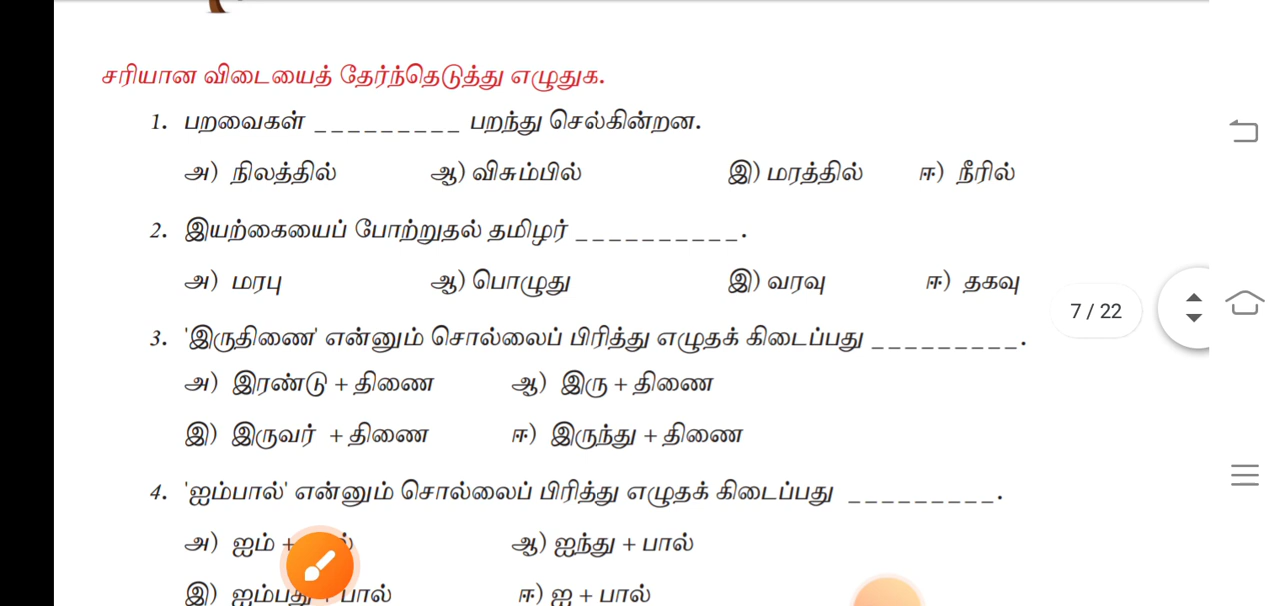 சரியான விடையைத் தேர்ந்தெடுத்து எழுதுக.
1. பறவைகள் _________ பறந்து செல்கின்றன.
அ) நிலத்தில் ஆ) விசும்பில் இ) மரத்தில் ஈ) நீரில்
2. இயற்கையைப் போற்றுதல் தமிழர் __________.
அ) மரபு ஆ) பொழுது இ) வரவு ஈ) தகவு
7 / 22
3. 'இருதிணை' என்னும் சொல்லைப் பிரித்து எழுதக் கிடைப்பது _________.
அ) இரண்டு + திணை ஆ) இரு + திணை
இ) இருவர் + திணை ஈ) இருந்து + திணை
4. 'ஐம்பால்' என்னும் சொல்லைப் பிரித்து எழுதக் கிடைப்பது _________.
அ) ஐம் + ஆ) ஐந்து + பால்
இ) ஐம்பது + பால் ஈ) ஐ + பால்